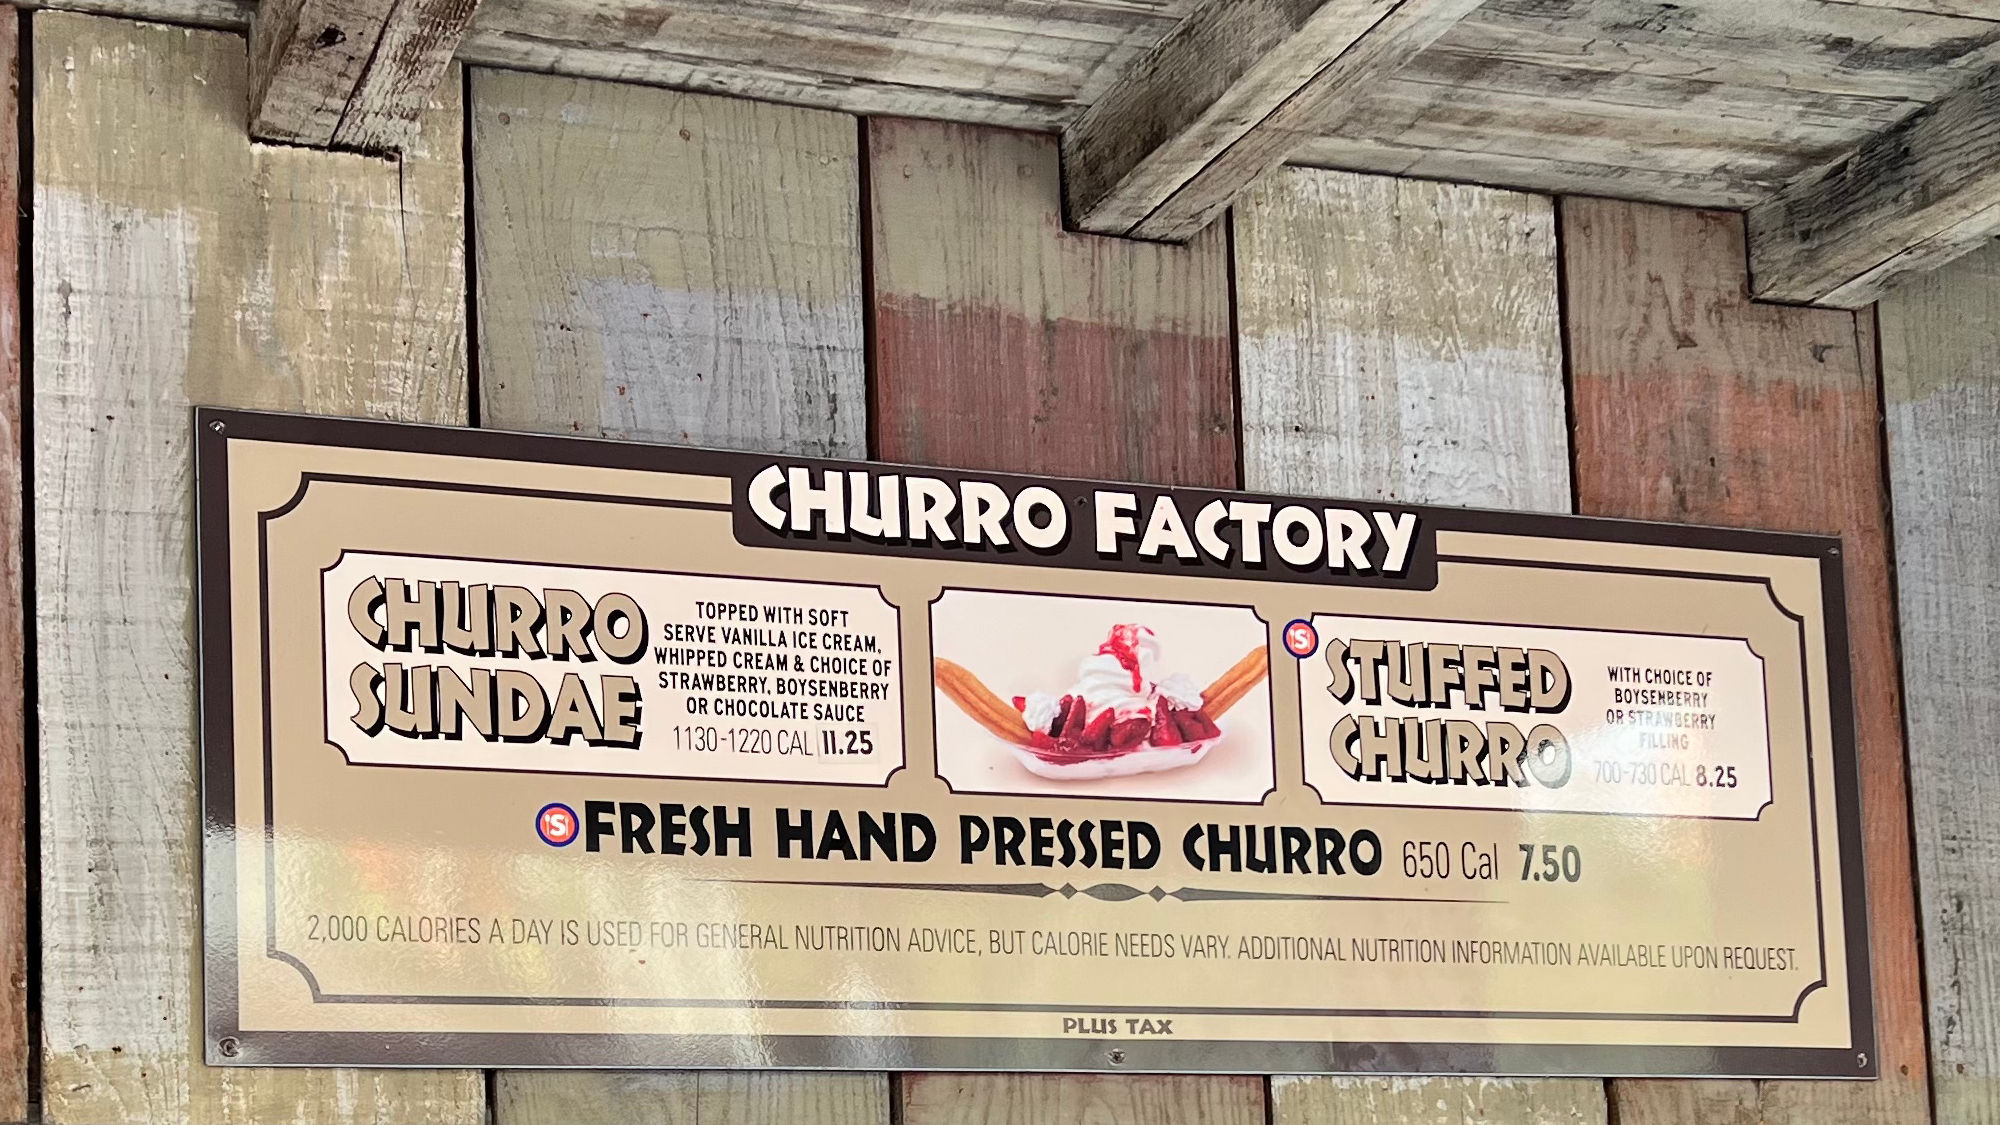 CHURRO FACTORY
CHURRO
SUNDAE
TOPPED WITH SOFT
SERVE VANILLA ICE CREAM,
WHIPPED CREAM & CHOICE OF
STRAWBERRY, BOYSENBERRY
OR CHOCOLATE SAUCE
1130-1220 CAL 11.25
S
STUFFED
CHURRO
WITH CHOICE OF
BOYSENBERRY
OR STRAWBERRY
FILLING
700-730 CAL 8.25
S
FRESH HAND PRESSED CHURRO 650 Cal 7.50
2,000 CALORIES A DAY IS USED FOR GENERAL NUTRITION ADVICE, BUT CALORIE NEEDS VARY. ADDITIONAL NUTRITION INFORMATION AVAILABLE UPON REQUEST.
PLUS TAX